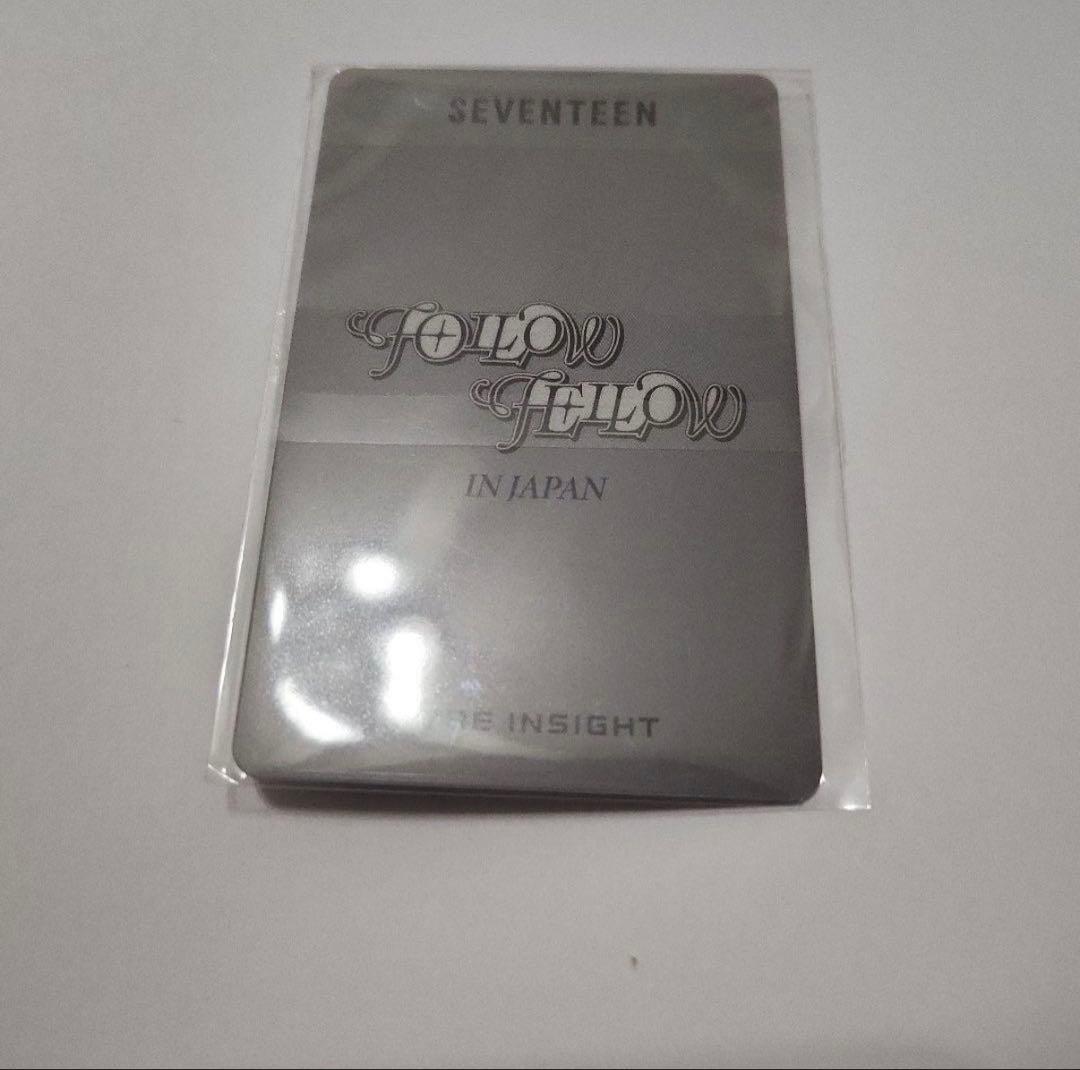 SEVENTEEN
FOLLOW
FELLOW
IN JAPAN
INSIGHT